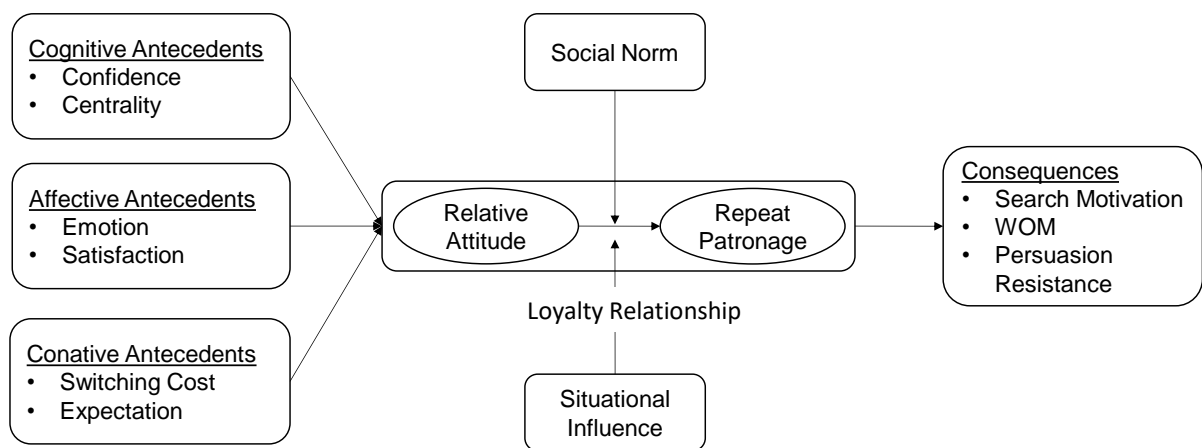 Cognitive Antecedents
• Confidence
• Centrality
Affective Antecedents
• Emotion
• Satisfaction
Conative Antecedents
• Switching Cost
• Expectation
Social Norm
Relative
Attitude
Repeat
Patronage
Loyalty Relationship
Situational
Influence
Consequences
• Search Motivation
• WOM
• Persuasion
Resistance